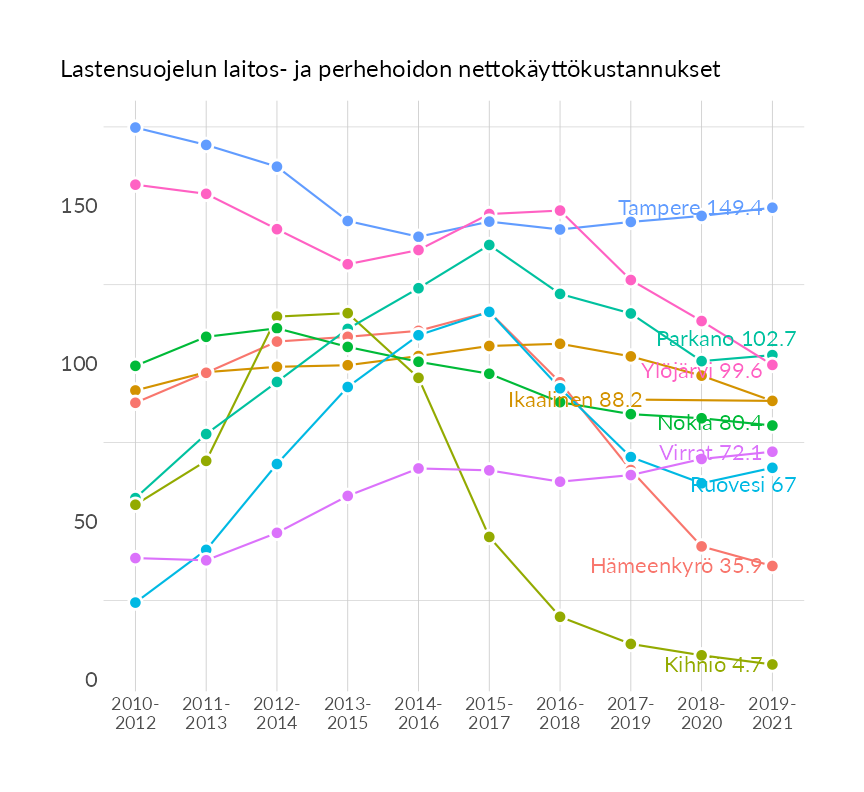 Lastensuojelun laitos- ja perhehoidon nettokäyttökustannukset
150
100
50
0
Tampere 149.4
Parkano 102.7
Ylöjärvi 99.6
Ikaalinen 88.2
Nokia 80.4
Virrat 72.1
Ruovesi 67
Hämeenkyrö 35.9
Kihniö 4.7
2010- 2011- 2012- 2013- 2014- 2015- 2016- 2017- 2018- 2019-
2012 2013 2014 2015 2016 2017 2018 2019 2020 2021